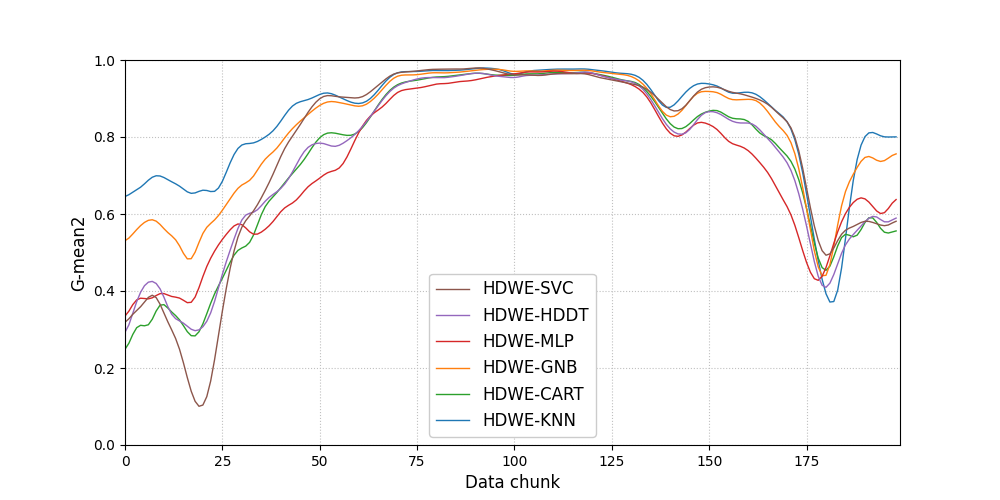 1.0
0.8
0.6
0.4
0.2
0.0
G-mean2
HDWE-SVC
HDWE-HDDT
HDWE-MLP
HDWE-GNB
HDWE-CART
HDWE-KNN
0 25 50 75 100 125 150 175
Data chunk